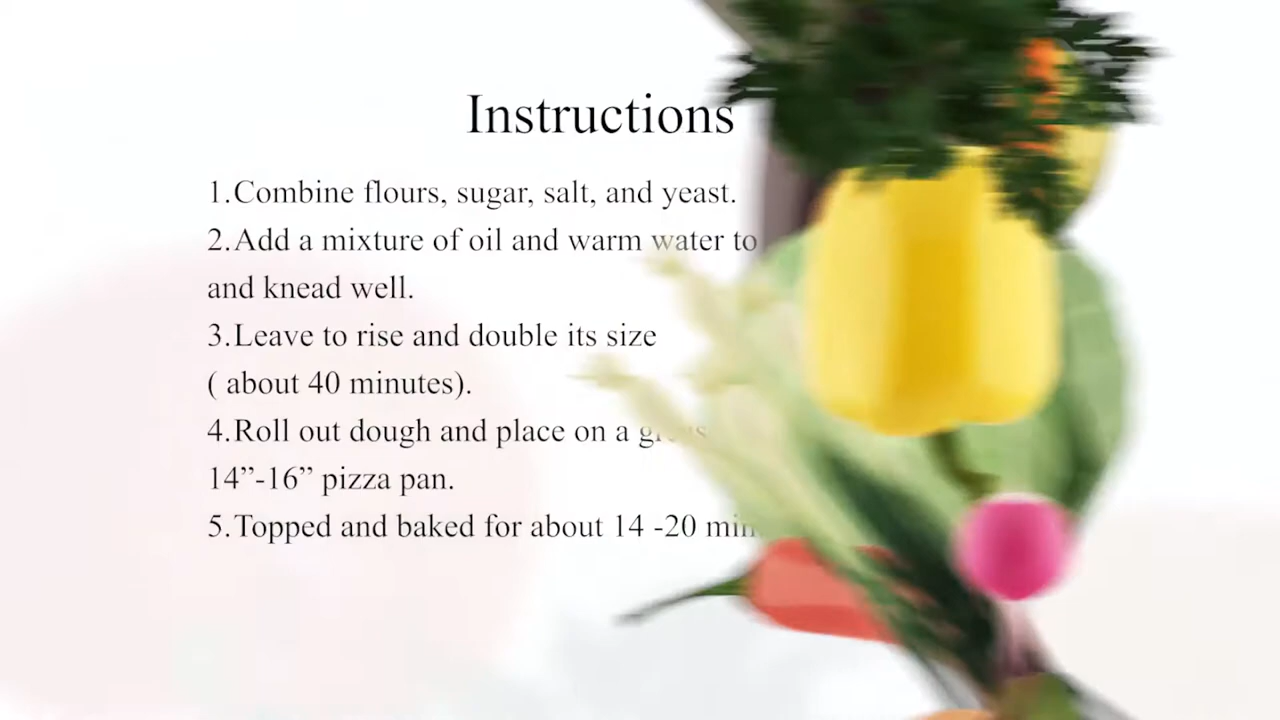 Instructions
1.Combine flours, sugar, salt, and yeast.
2.Add a mixture of oil and warm water to
and knead well.
3.Leave to rise and double its size
( about 40 minutes).
4.Roll out dough and place on a
14”-16” pizza pan.
5.Topped and baked for about 14 -20